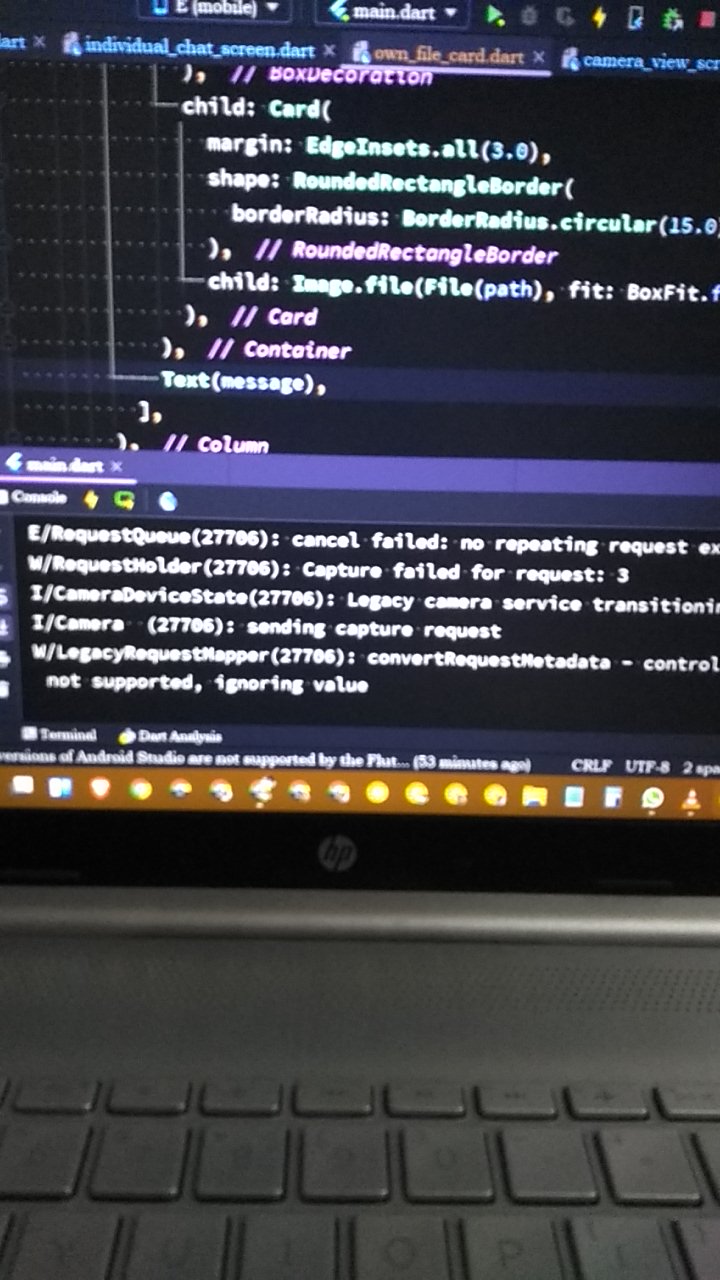 E (mobile) main.dart
art individual_chat_screen.dart own_file_card.dart camera_view_scr
), // BoxDecoration
child: Card(
margin: EdgeInsets.all(3.0),
shape: RoundedRectangleBorder(
borderRadius: BorderRadius.circular(15.0
), // RoundedRectangleBorder
child: Image.file(File(path), fit: BoxFit.f
), // Card
), // Container
Text(message),
],
), // Column
main.dart
Console
E/RequestQueue(27706): cancel failed: no repeating request ex
W/RequestHolder(27706): Capture failed for request: 3
I/CameraDeviceState(27706): Legacy camera service transitionin
I/Camera (27706): sending capture request
W/LegacyRequestMapper(27706): convertRequestMetadata - control
not supported, ignoring value
Terminal Dart Analysis
versions of Android Studio are not supported by the Flut... (53 minutes ago) CRLF UTF-8 2 spa
hp